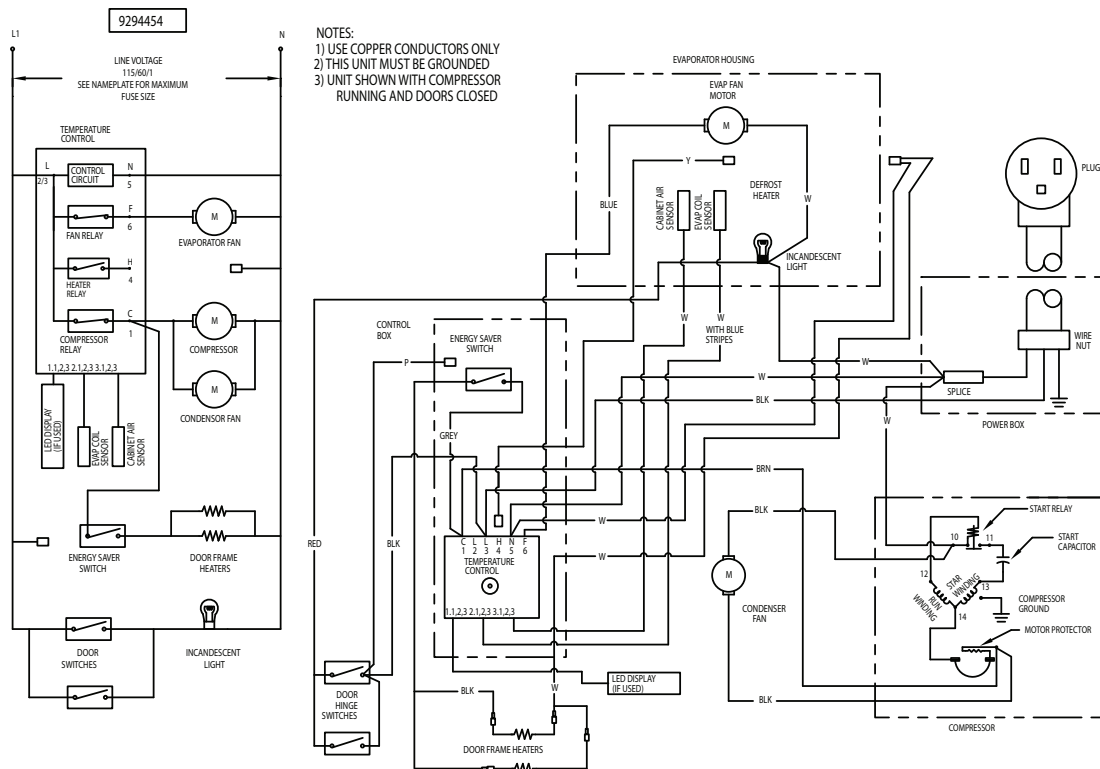 9294454
L1
N
LINE VOLTAGE
115/60/1
SEE NAMEPLATE FOR MAXIMUM
FUSE SIZE
NOTES:
1) USE COPPER CONDUCTORS ONLY
2) THIS UNIT MUST BE GROUNDED
3) UNIT SHOWN WITH COMPRESSOR
RUNNING AND DOORS CLOSED
TEMPERATURE
CONTROL
L
2/3
CONTROL
CIRCUIT
N
5
F
6
FAN RELAY
M
EVAPORATOR FAN
H
4
HEATER
RELAY
C
1
COMPRESSOR
RELAY
M
COMPRESSOR
M
CONDENSOR FAN
1.1,2,3 2.1,2,3 3.1,2,3
LED DISPLAY
(IF USED)
EVAP COIL
SENSOR
CABINET AIR
SENSOR
ENERGY SAVER
SWITCH
DOOR FRAME
HEATERS
DOOR
SWITCHES
INCANDESCENT
LIGHT
EVAPORATOR HOUSING
EVAP FAN
MOTOR
M
Y
BLUE
CABINET AIR
SENSOR
EVAP COIL
SENSOR
DEFROST
HEATER
W
INCANDESCENT
LIGHT
W
W
WITH BLUE
STRIPES
PLUG
WIRE
NUT
SPLICE
POWER BOX
W
W
BLK
W
CONTROL
BOX
ENERGY SAVER
SWITCH
P
GREY
BRN
BLK
RED
BLK
W
W
C L L H N F
1 2 3 4 5 6
TEMPERATURE
CONTROL
1.1,2,3 2.1,2,3 3.1,2,3
M
CONDENSER
FAN
BLK
START RELAY
10
11
START
CAPACITOR
12
STAR
WINDING
13
RUN
WINDING
14
COMPRESSOR
GROUND
MOTOR PROTECTOR
COMPRESSOR
DOOR
HINGE
SWITCHES
BLK
W
LED DISPLAY
(IF USED)
DOOR FRAME HEATERS